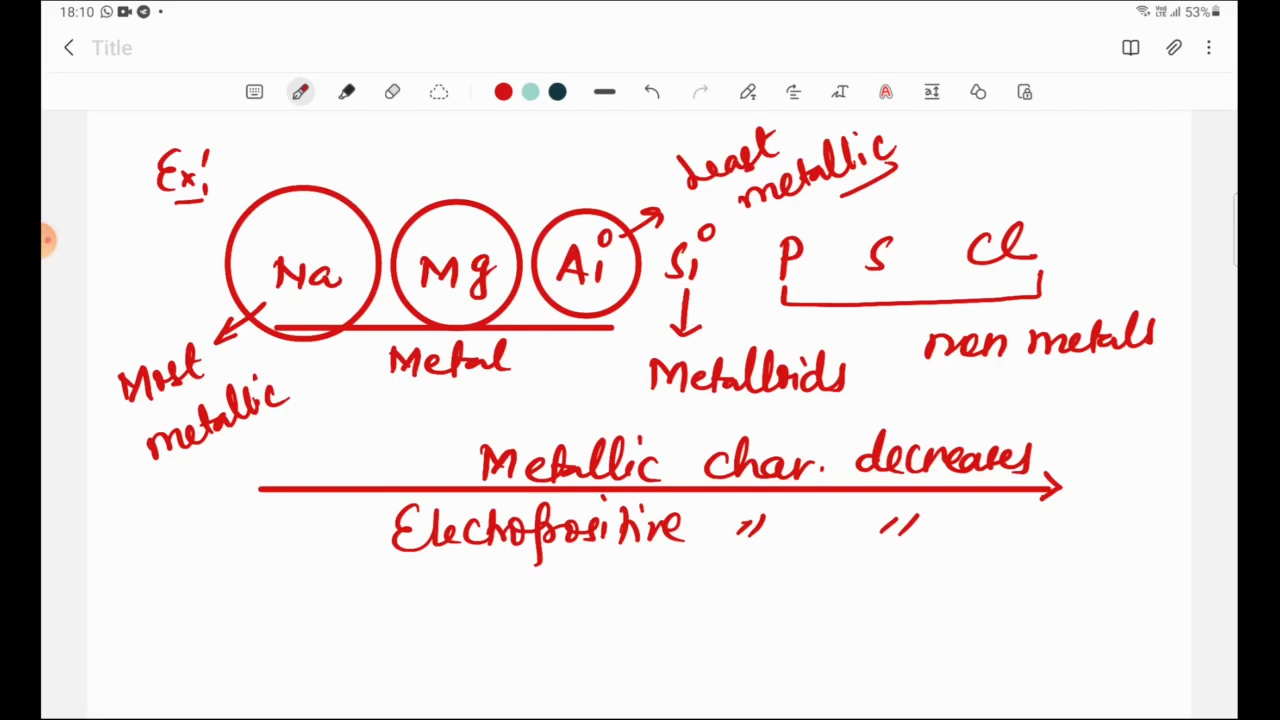 18:10 53%
Title
Ex:
Least
metallic
Na Mg Ai Si P S Cl
Metal
Most
metallic
Metalloids
non metals
Metallic char. decreases
Electropositive " "